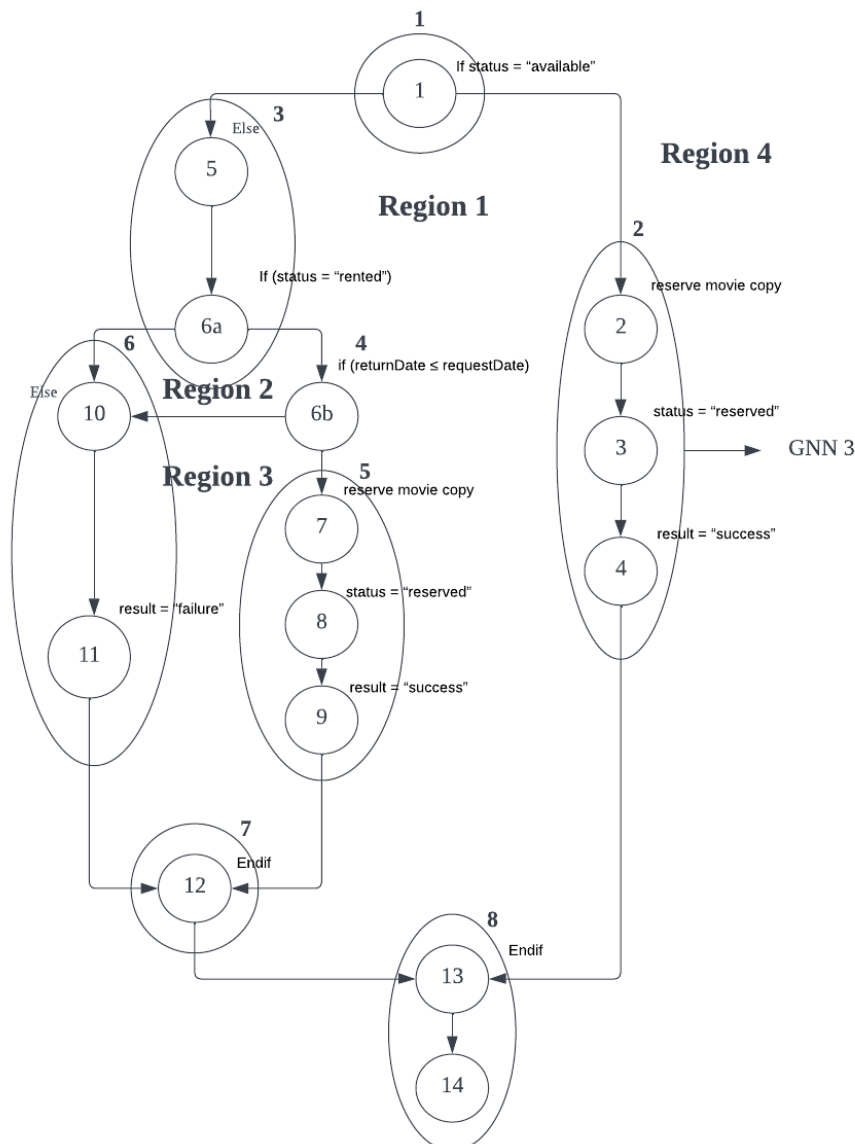 1
If status = “available”
1
3
Else
Region 4
5
Region 1
2
If (status = “rented”)
reserve movie copy
6a
2
6
4
if (returnDate ≤ requestDate)
Else
Region 2
10
6b
status = “reserved”
3
GNN 3
Region 3
5
reserve movie copy
7
result = “success”
4
status = “reserved”
result = “failure”
8
11
result = “success”
9
7
Endif
12
8
Endif
13
14